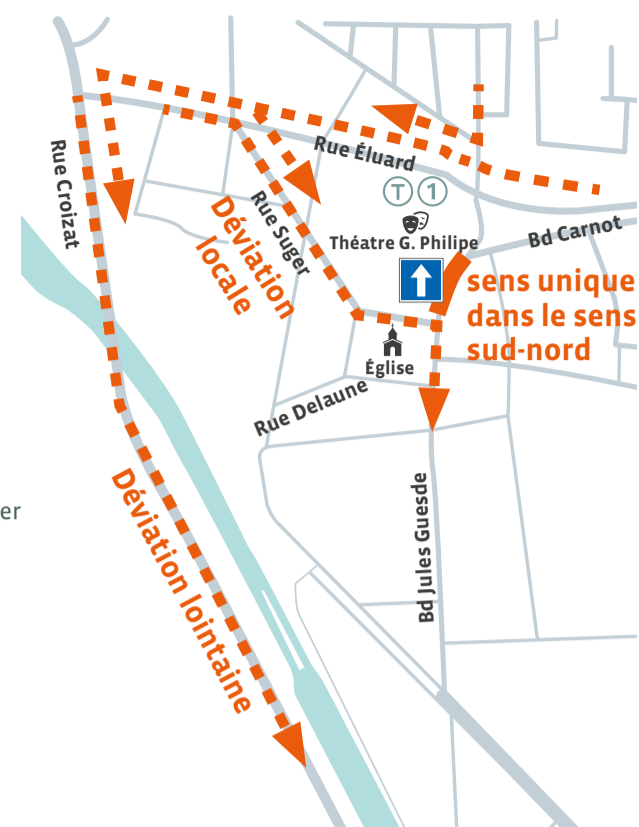 Rue Croizat
Rue Éluard
T 1
Théatre G. Philipe
Bd Carnot
Rue Suger
Déviation
locale
sens unique
dans le sens
sud-nord
Église
Rue Delaune
er
Déviation lointaine
Bd Jules Guesde